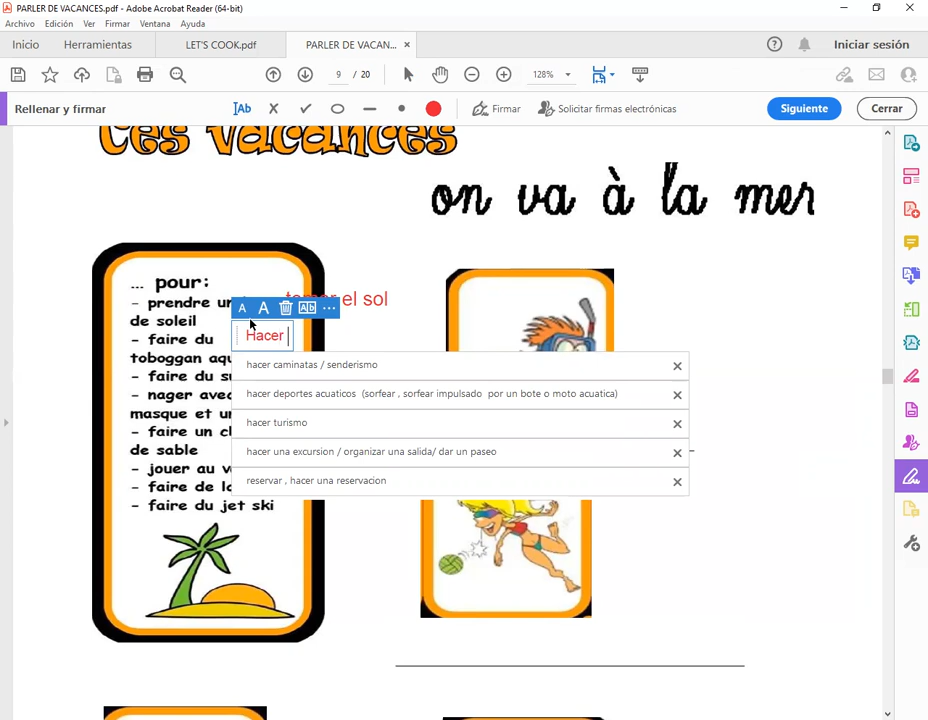 PARLER DE VACANCES.pdf - Adobe Acrobat Reader (64-bit)
Archivo Edición Ver Firmar Ventana Ayuda
Inicio Herramientas LET'S COOK.pdf PARLER DE VACAN... × Iniciar sesión
9 / 20 128%
Rellenar y firmar Ab Firmar Solicitar firmas electrónicas Siguiente Cerrar
Ces vacances
on va à la mer
... pour:
- prendre un
de soleil
- faire du
toboggan aqu
- faire du su
- nager avec
masque et un
- faire un ch
de sable
- jouer au v
- faire de la
- faire du jet ski
tomar el sol
A A Ab ...
Hacer
hacer caminatas / senderismo
hacer deportes acuaticos (sorfear , sorfear impulsado por un bote o moto acuatica)
hacer turismo
hacer una excursion / organizar una salida/ dar un paseo
reservar , hacer una reservacion